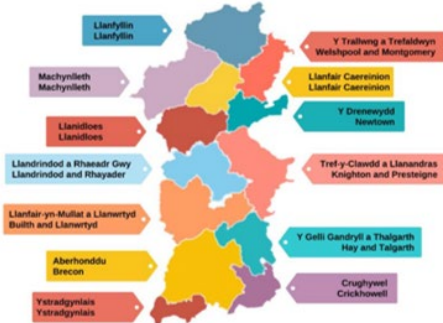 Llanfyllin
Llanfyllin
Y Trallwng a Trefaldwyn
Welshpool and Montgomery
Machynlleth
Machynlleth
Llanfair Caereinion
Llanfair Caereinion
Y Drenewydd
Newtown
Llanidloes
Llanidloes
Llandrindod a Rhaeadr Gwy
Llandrindod and Rhayader
Tref-y-Clawdd a Llanandras
Knighton and Presteigne
Llanfair-yn-Mullat a Llanwrtyd
Builth and Llanwrtyd
Y Gelli Gandryll a Thalgarth
Hay and Talgarth
Aberhonddu
Brecon
Crughywel
Crickhowell
Ystradgynlais
Ystradgynlais